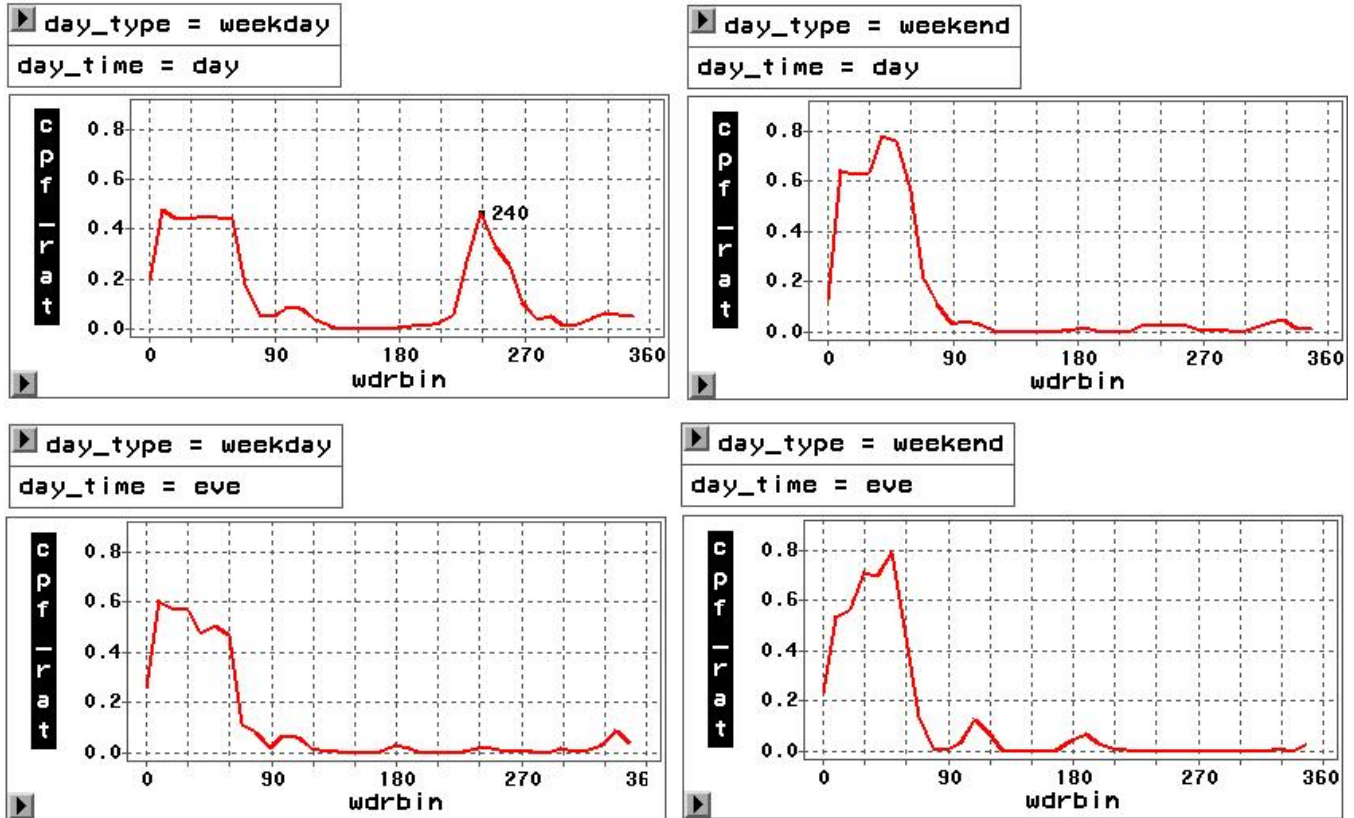 day_type = weekday
day_time = day
cpf_rat
0.8
0.6
0.4
0.2
0.0
240
0 90 180 270 360
wdrbin
day_type = weekend
day_time = day
cpf_rat
0.8
0.6
0.4
0.2
0.0
0 90 180 270 360
wdrbin
day_type = weekday
day_time = eve
cpf_rat
0.8
0.6
0.4
0.2
0.0
0 90 180 270 36
wdrbin
day_type = weekend
day_time = eve
cpf_rat
0.8
0.6
0.4
0.2
0.0
0 90 180 270 360
wdrbin